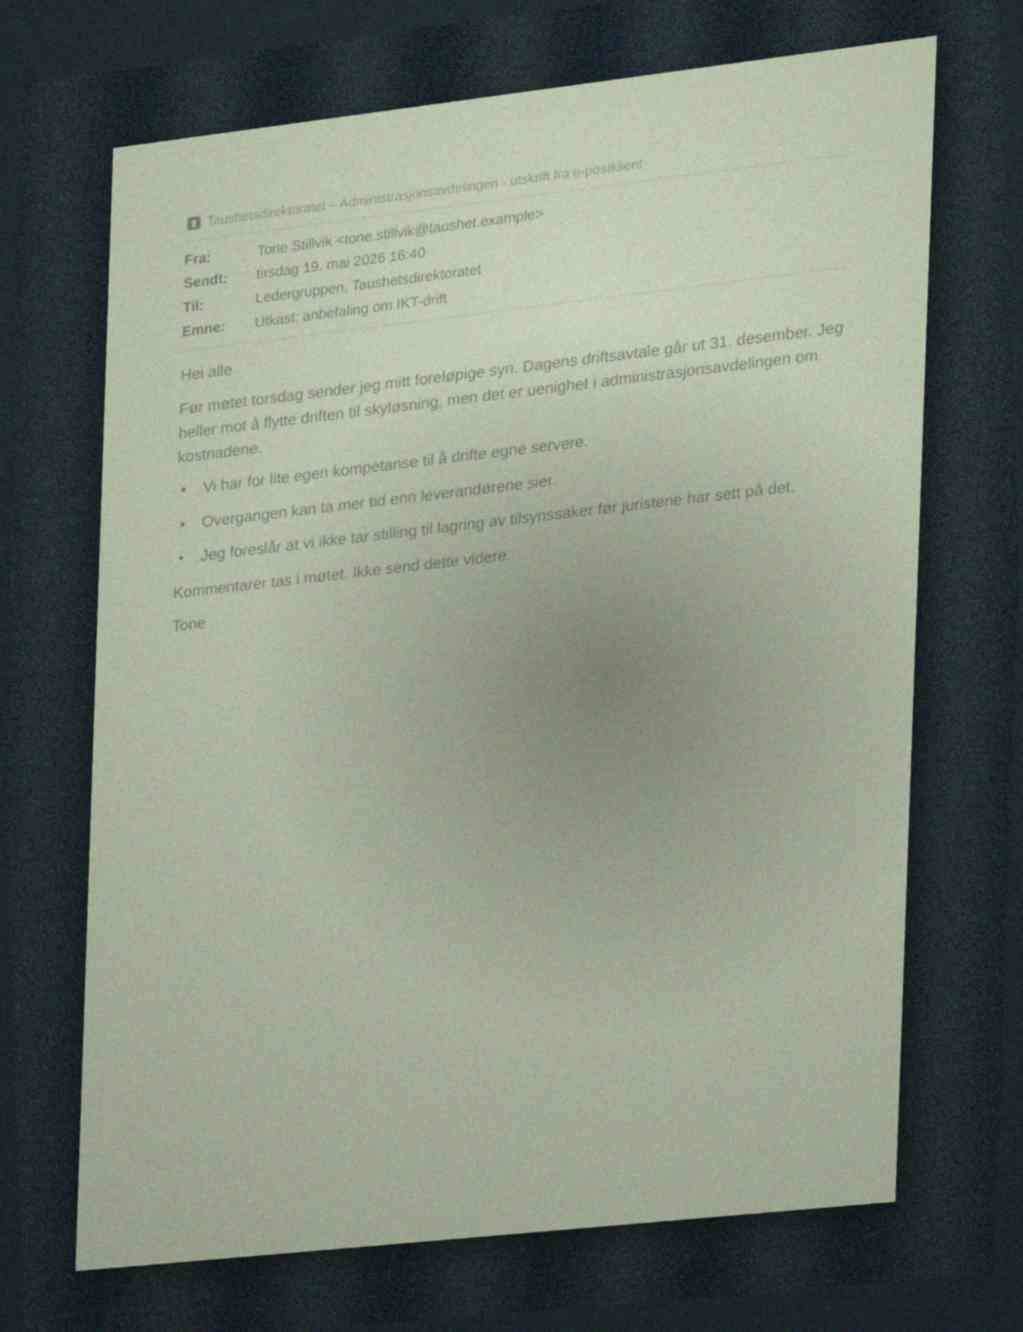 Taushetsdirektoratet – Administrasjonsavdelingen - utskrift fra e-postklient
Fra: Tone Stillvik <tone.stillvik@taushet.example>
Sendt: tirsdag 19. mai 2026 16:40
Til: Ledergruppen, Taushetsdirektoratet
Emne: Utkast: anbefaling om IKT-drift
Hei alle
Før møtet torsdag sender jeg mitt foreløpige syn. Dagens driftsavtale går ut 31. desember. Jeg
heller mot å flytte driften til skyløsning, men det er uenighet i administrasjonsavdelingen om
kostnadene.
• Vi har for lite egen kompetanse til å drifte egne servere.
• Overgangen kan ta mer tid enn leverandørene sier.
• Jeg foreslår at vi ikke tar stilling til lagring av tilsynssaker før juristene har sett på det.
Kommentarer tas i møtet. Ikke send dette videre.
Tone